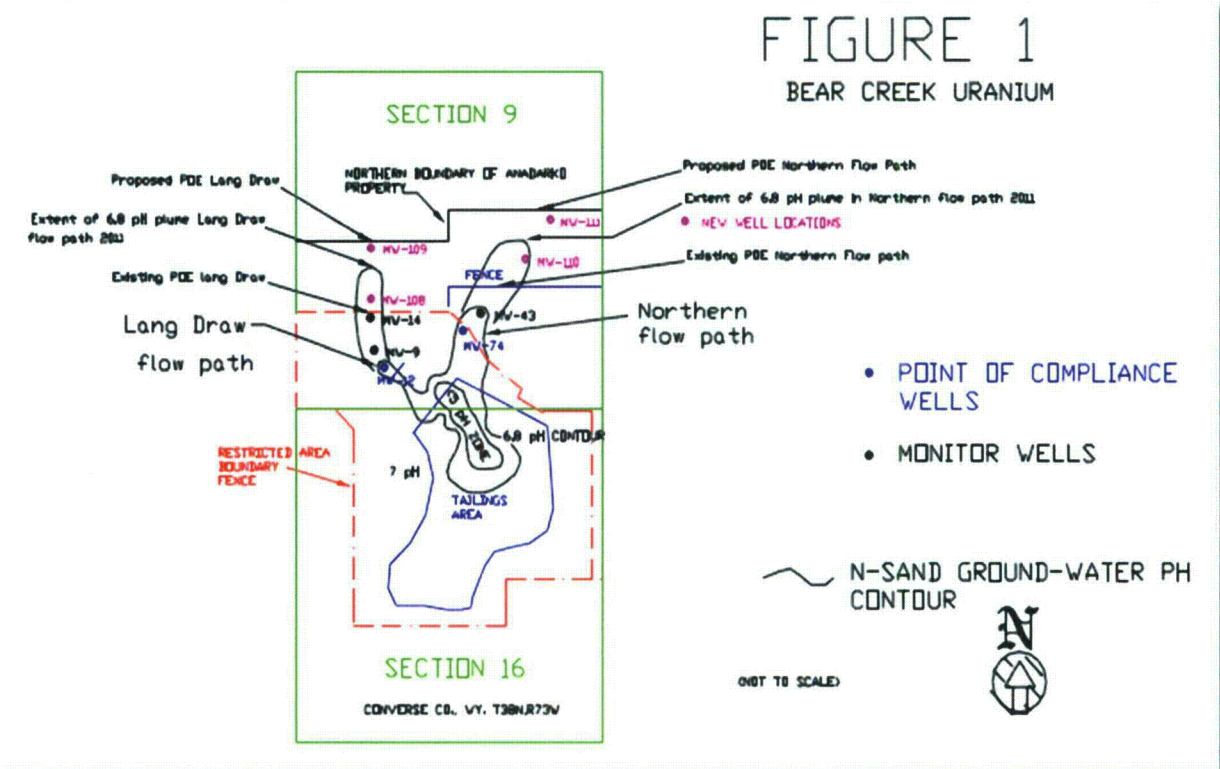 FIGURE 1
BEAR CREEK URANIUM
SECTION 9
Proposed POE Lang Draw
NORTHERN BOUNDARY OF ANADARKO
PROPERTY
Proposed POE Northern Flow Path
Extent of 6.8 pH plume Lang Draw
flow path 2011
Extent of 6.8 pH plume in Northern flow path 2011
MW-111
NEW WELL LOCATIONS
MW-109
MW-110
Existing POE lang Draw
FENCE
Existing POE Northern Flow path
MW-108
MW-14
MW-43
Lang Draw
flow path
Northern
flow path
MW-74
MW-9
MW-12
POINT OF COMPLIANCE
WELLS
pH ZONE
6.8 pH CONTOUR
MONITOR WELLS
RESTRICTED AREA
BOUNDARY
FENCE
? pH
TAILINGS
AREA
N-SAND GROUND-WATER PH
CONTOUR
N
SECTION 16
(NOT TO SCALE)
CONVERSE CO., WY. T38N,R73W